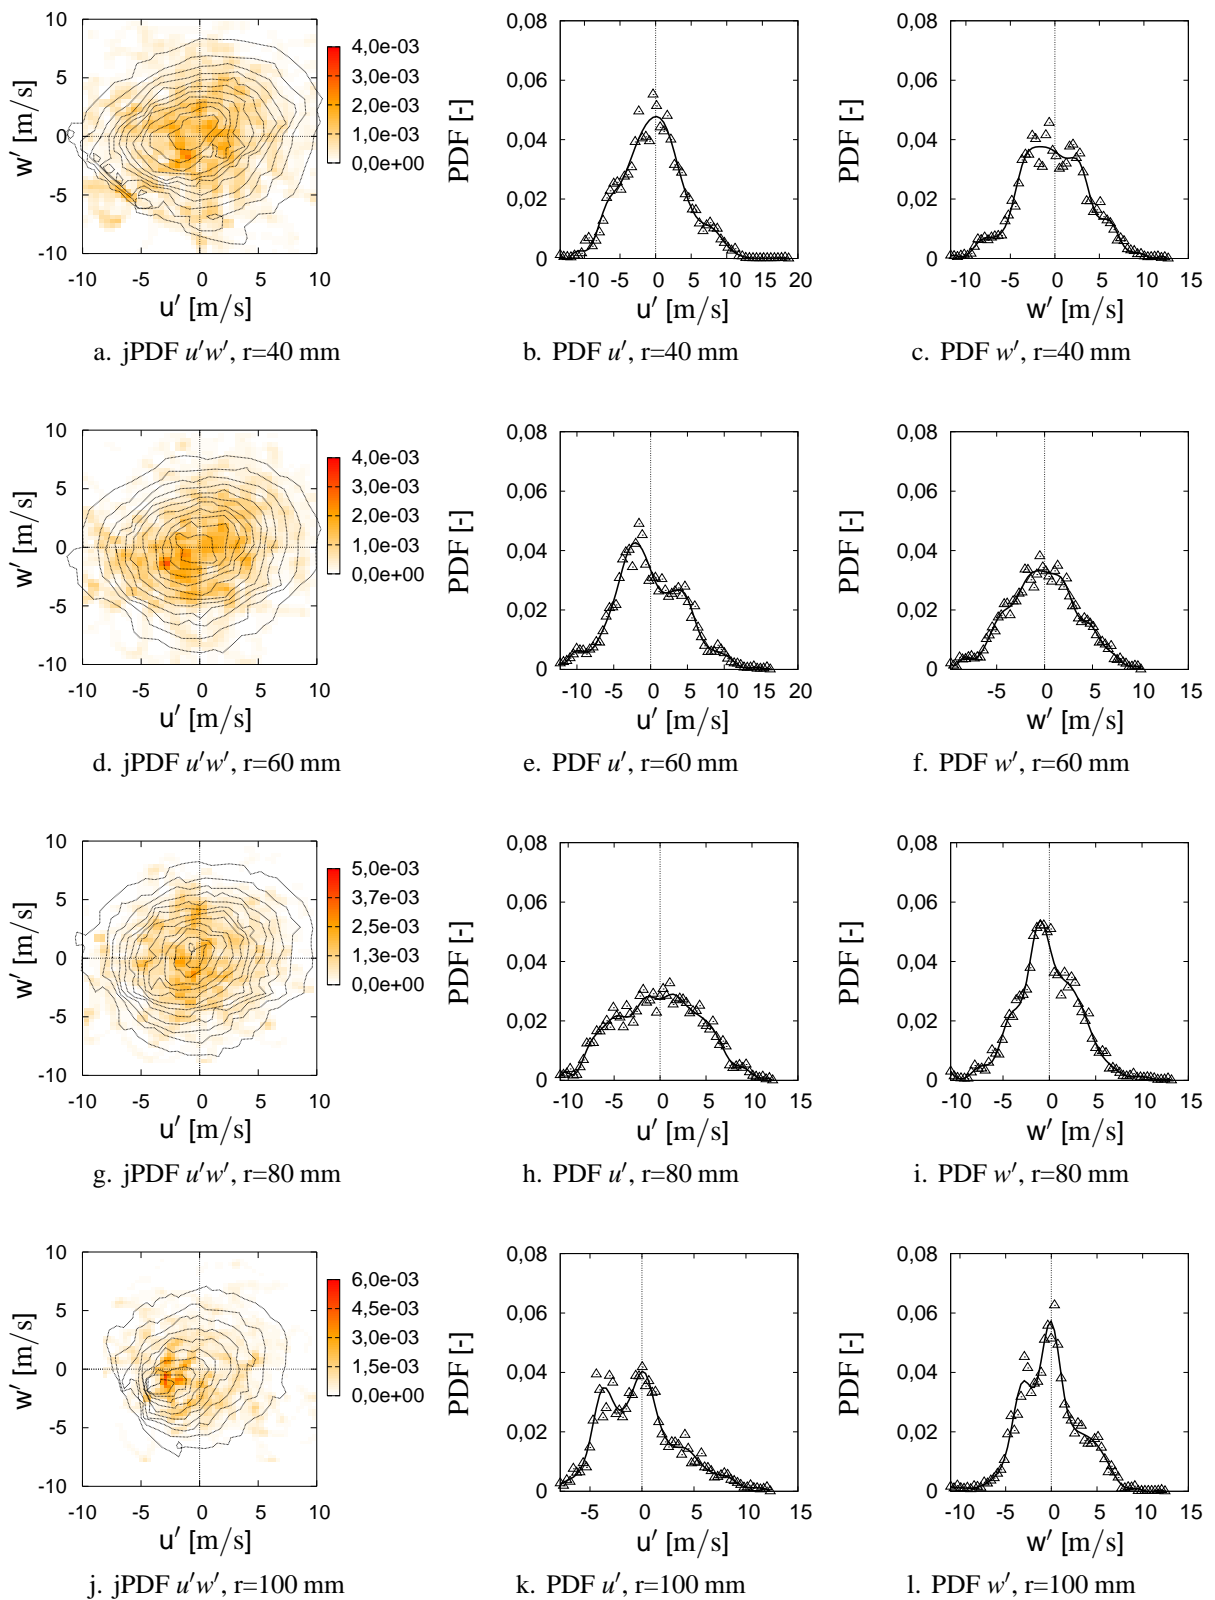 10
5
0
-5
-10
w′ [m/s]
-10 -5 0 5 10
u′ [m/s]
4,0e-03
3,0e-03
2,0e-03
1,0e-03
0,0e+00
a. jPDF u′w′, r=40 mm
0,08
0,06
0,04
0,02
0
PDF [-]
-10 -5 0 5 10 15 20
u′ [m/s]
b. PDF u′, r=40 mm
0,08
0,06
0,04
0,02
0
PDF [-]
-10 -5 0 5 10 15
w′ [m/s]
c. PDF w′, r=40 mm
10
5
0
-5
-10
w′ [m/s]
-10 -5 0 5 10
u′ [m/s]
4,0e-03
3,0e-03
2,0e-03
1,0e-03
0,0e+00
d. jPDF u′w′, r=60 mm
0,08
0,06
0,04
0,02
0
PDF [-]
-10 -5 0 5 10 15 20
u′ [m/s]
e. PDF u′, r=60 mm
0,08
0,06
0,04
0,02
0
PDF [-]
-5 0 5 10 15
w′ [m/s]
f. PDF w′, r=60 mm
10
5
0
-5
-10
w′ [m/s]
-10 -5 0 5 10
u′ [m/s]
5,0e-03
3,7e-03
2,5e-03
1,3e-03
0,0e+00
g. jPDF u′w′, r=80 mm
0,08
0,06
0,04
0,02
0
PDF [-]
-10 -5 0 5 10 15
u′ [m/s]
h. PDF u′, r=80 mm
0,08
0,06
0,04
0,02
0
PDF [-]
-10 -5 0 5 10 15
w′ [m/s]
i. PDF w′, r=80 mm
10
5
0
-5
-10
w′ [m/s]
-10 -5 0 5 10
u′ [m/s]
6,0e-03
4,5e-03
3,0e-03
1,5e-03
0,0e+00
j. jPDF u′w′, r=100 mm
0,08
0,06
0,04
0,02
0
PDF [-]
-5 0 5 10 15
u′ [m/s]
k. PDF u′, r=100 mm
0,08
0,06
0,04
0,02
0
PDF [-]
-10 -5 0 5 10 15
w′ [m/s]
l. PDF w′, r=100 mm